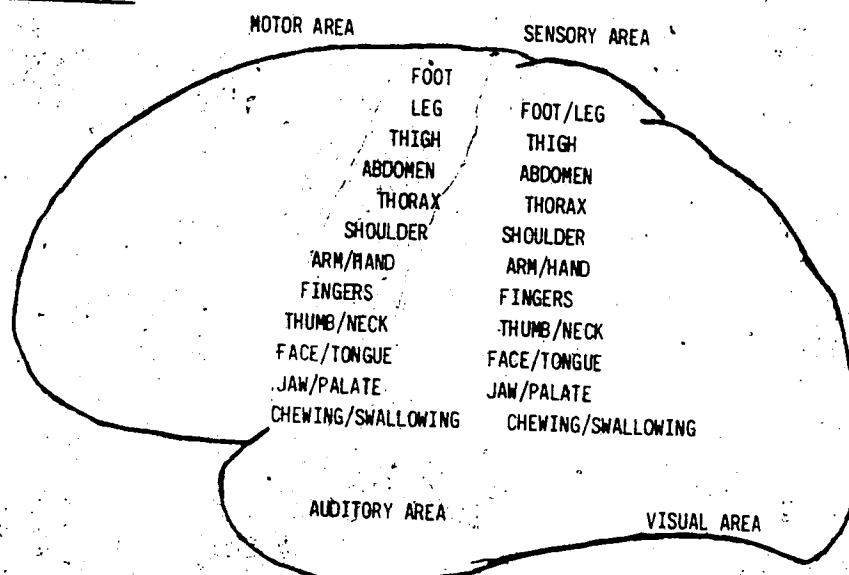 MOTOR AREA
SENSORY AREA
FOOT
LEG
THIGH
ABDOMEN
THORAX
SHOULDER
ARM/HAND
FINGERS
THUMB/NECK
FACE/TONGUE
JAW/PALATE
CHEWING/SWALLOWING
FOOT/LEG
THIGH
ABDOMEN
THORAX
SHOULDER
ARM/HAND
FINGERS
THUMB/NECK
FACE/TONGUE
JAW/PALATE
CHEWING/SWALLOWING
AUDITORY AREA
VISUAL AREA